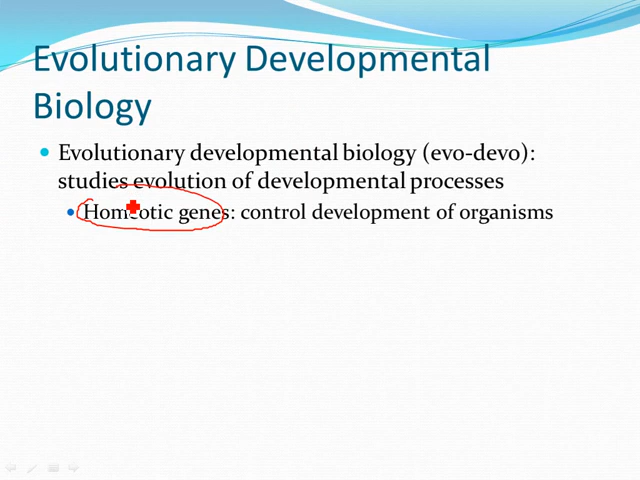 Evolutionary Developmental
Biology
Evolutionary developmental biology (evo-devo):
studies evolution of developmental processes
Homeotic genes: control development of organisms